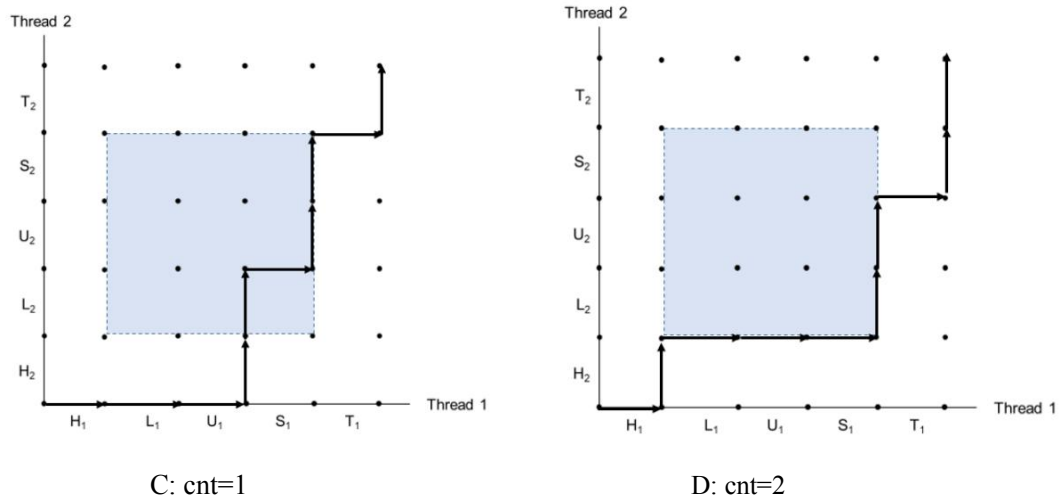 Thread 2
T₂
S₂
U₂
L₂
H₂
H₁ L₁ U₁ S₁ T₁
Thread 1
C: cnt=1
Thread 2
T₂
S₂
U₂
L₂
H₂
H₁ L₁ U₁ S₁ T₁
Thread 1
D: cnt=2